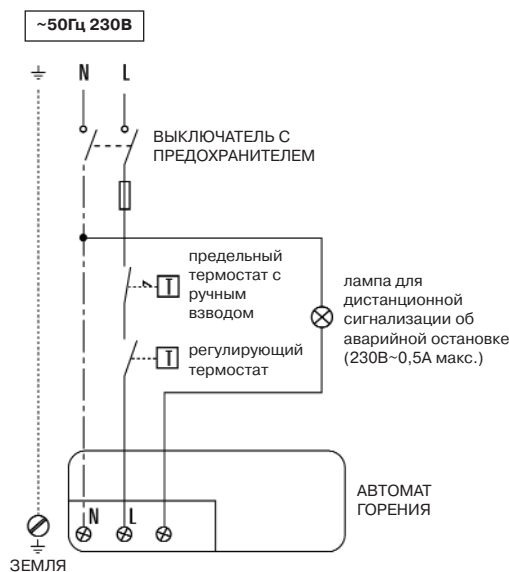 ~50Гц 230В
N L
ВЫКЛЮЧАТЕЛЬ С
ПРЕДОХРАНИТЕЛЕМ
предельный
термостат с
ручным
взводом
T
лампа для
дистанционной
сигнализации об
аварийной остановке
(230В~0,5А макс.)
T
регулирующий
термостат
АВТОМАТ
ГОРЕНИЯ
N L
ЗЕМЛЯ